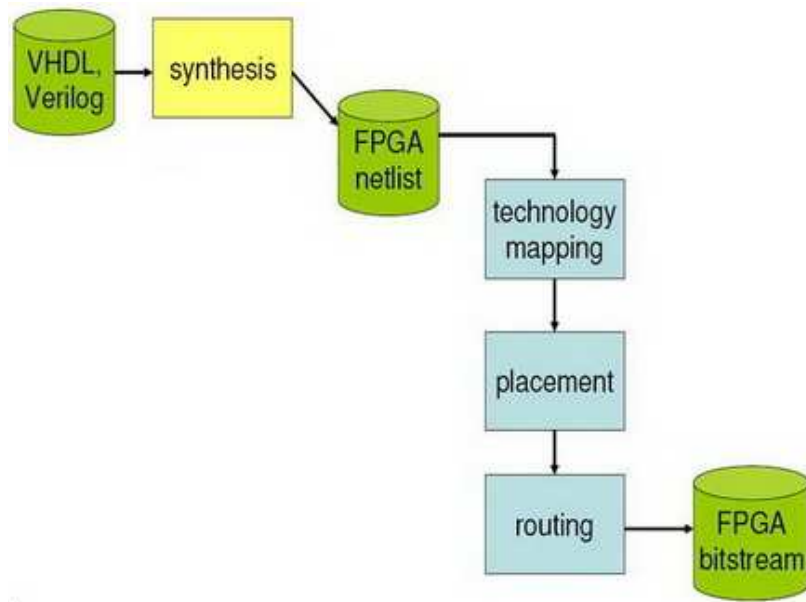 VHDL,
Verilog
synthesis
FPGA
netlist
technology
mapping
placement
routing
FPGA
bitstream